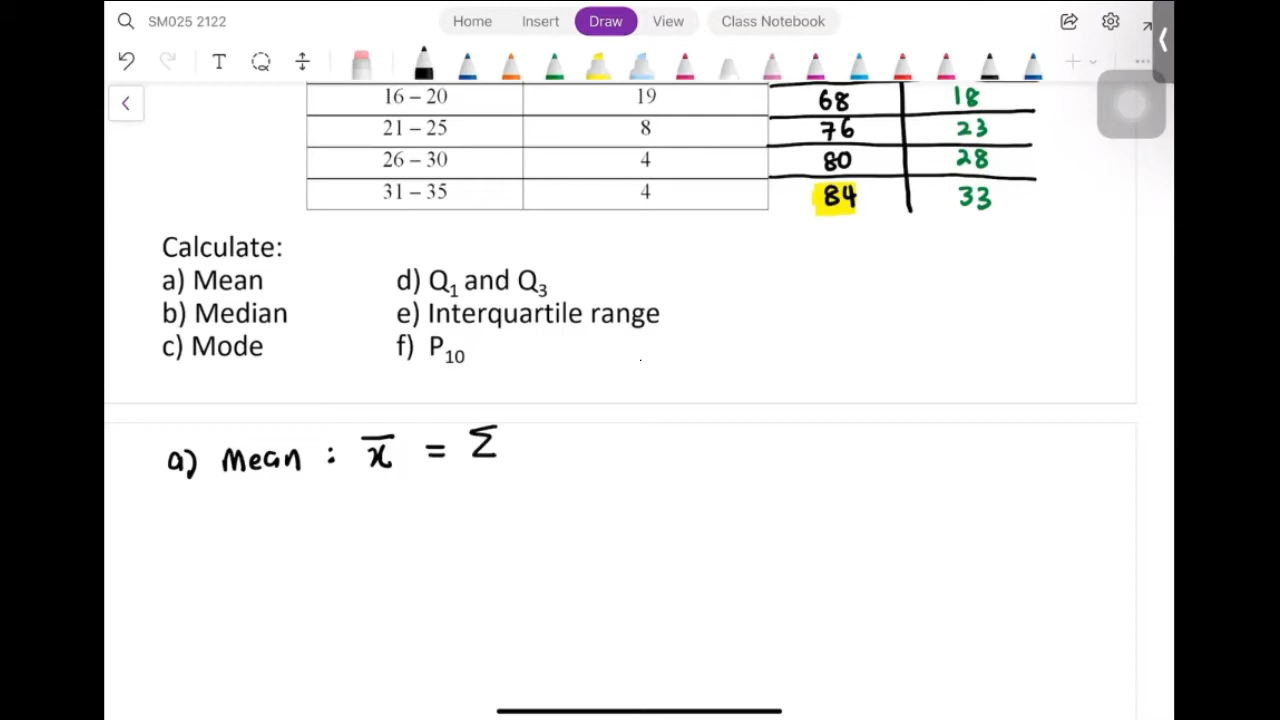 SM025 2122 Home Insert Draw View Class Notebook
T
16 – 20 19 68 18
21 – 25 8 76 23
26 – 30 4 80 28
31 – 35 4 84 33
Calculate:
a) Mean d) Q₁ and Q₃
b) Median e) Interquartile range
c) Mode f) P₁₀
a) Mean : x̄ = Σ